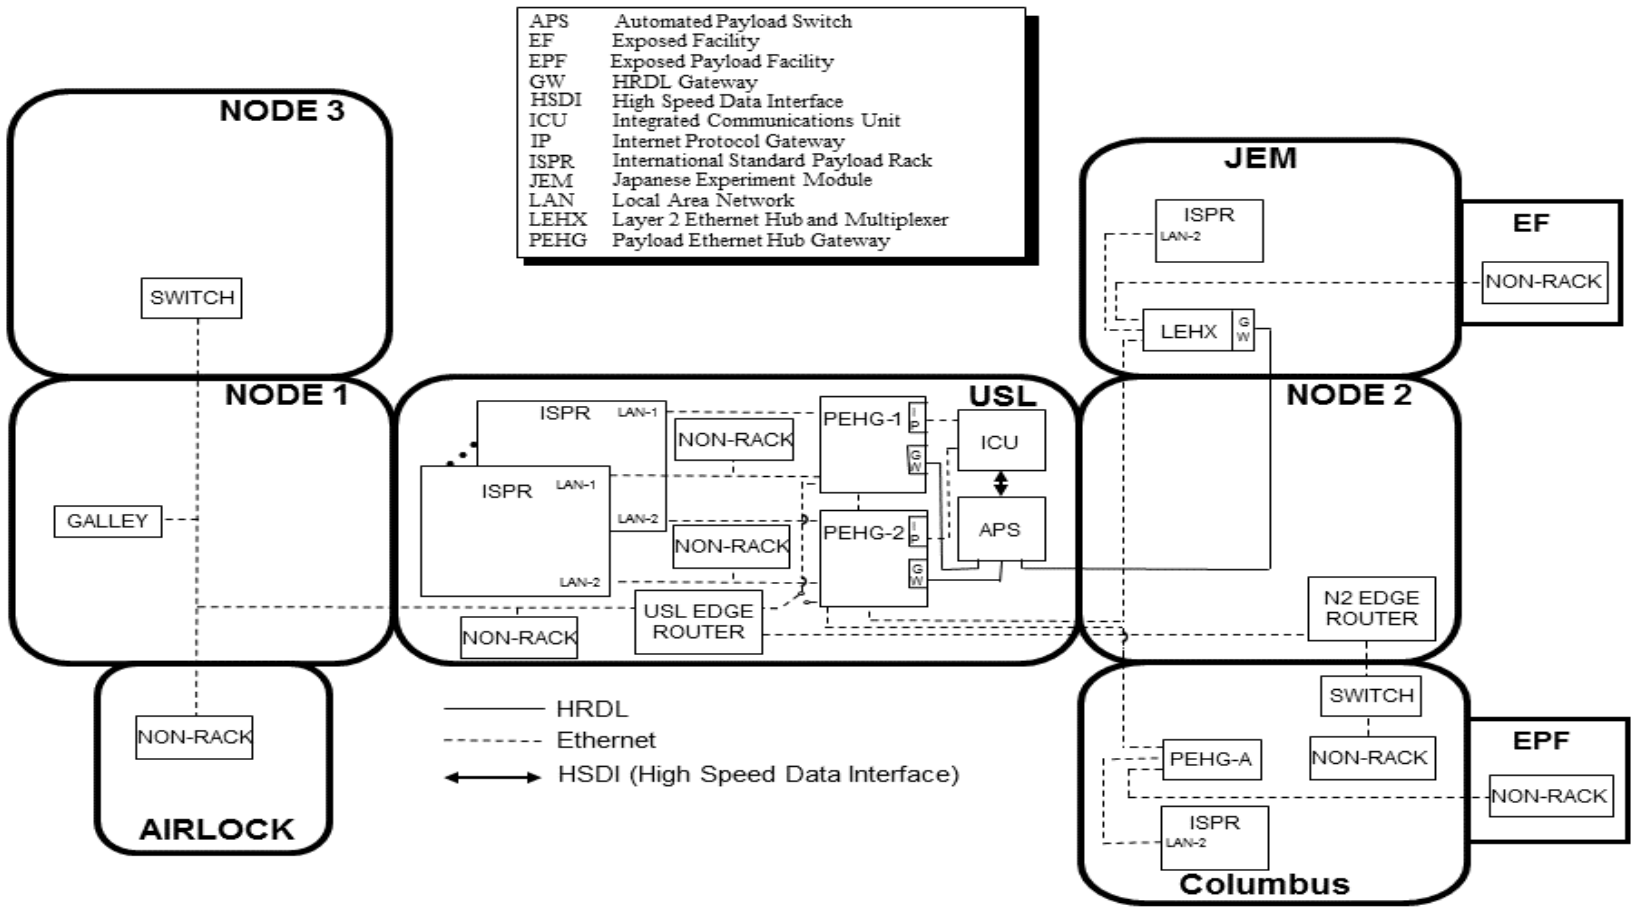 APS Automated Payload Switch
EF Exposed Facility
EPF Exposed Payload Facility
GW HRDL Gateway
HSDI High Speed Data Interface
ICU Integrated Communications Unit
IP Internet Protocol Gateway
ISPR International Standard Payload Rack
JEM Japanese Experiment Module
LAN Local Area Network
LEHX Layer 2 Ethernet Hub and Multiplexer
PEHG Payload Ethernet Hub Gateway
NODE 3
SWITCH
NODE 1
GALLEY
AIRLOCK
NON-RACK
USL
ISPR
LAN-1
LAN-2
ISPR
LAN-1
LAN-2
NON-RACK
NON-RACK
NON-RACK
USL EDGE
ROUTER
PEHG-1
IP
GW
PEHG-2
IP
GW
ICU
APS
JEM
ISPR
LAN-2
LEHX
GW
EF
NON-RACK
NODE 2
N2 EDGE
ROUTER
SWITCH
NON-RACK
PEHG-A
ISPR
LAN-2
Columbus
EPF
NON-RACK
HRDL
Ethernet
HSDI (High Speed Data Interface)